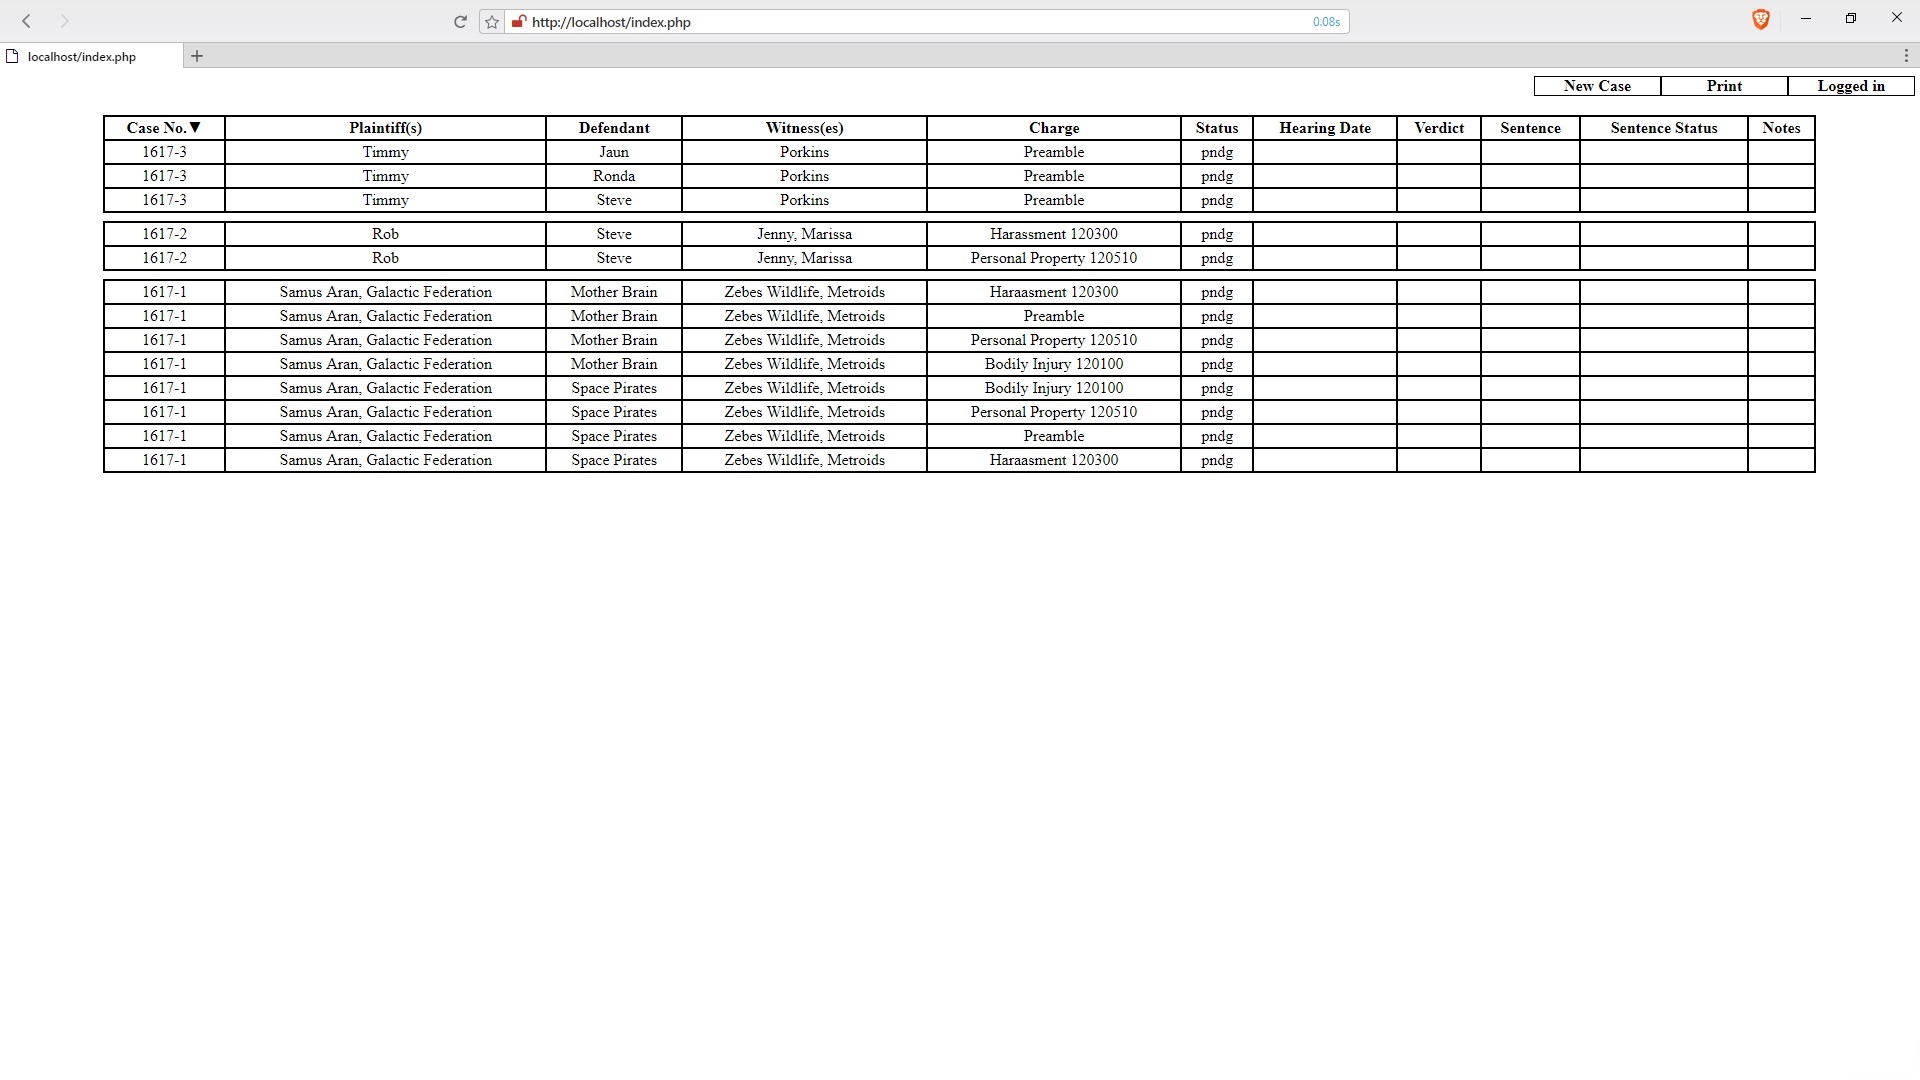 http://localhost/index.php 0.08s
localhost/index.php
New Case Print Logged in
Case No.▼ Plaintiff(s) Defendant Witness(es) Charge Status Hearing Date Verdict Sentence Sentence Status Notes
1617-3 Timmy Jaun Porkins Preamble pndg
1617-3 Timmy Ronda Porkins Preamble pndg
1617-3 Timmy Steve Porkins Preamble pndg
1617-2 Rob Steve Jenny, Marissa Harassment 120300 pndg
1617-2 Rob Steve Jenny, Marissa Personal Property 120510 pndg
1617-1 Samus Aran, Galactic Federation Mother Brain Zebes Wildlife, Metroids Haraasment 120300 pndg
1617-1 Samus Aran, Galactic Federation Mother Brain Zebes Wildlife, Metroids Preamble pndg
1617-1 Samus Aran, Galactic Federation Mother Brain Zebes Wildlife, Metroids Personal Property 120510 pndg
1617-1 Samus Aran, Galactic Federation Mother Brain Zebes Wildlife, Metroids Bodily Injury 120100 pndg
1617-1 Samus Aran, Galactic Federation Space Pirates Zebes Wildlife, Metroids Bodily Injury 120100 pndg
1617-1 Samus Aran, Galactic Federation Space Pirates Zebes Wildlife, Metroids Personal Property 120510 pndg
1617-1 Samus Aran, Galactic Federation Space Pirates Zebes Wildlife, Metroids Preamble pndg
1617-1 Samus Aran, Galactic Federation Space Pirates Zebes Wildlife, Metroids Haraasment 120300 pndg